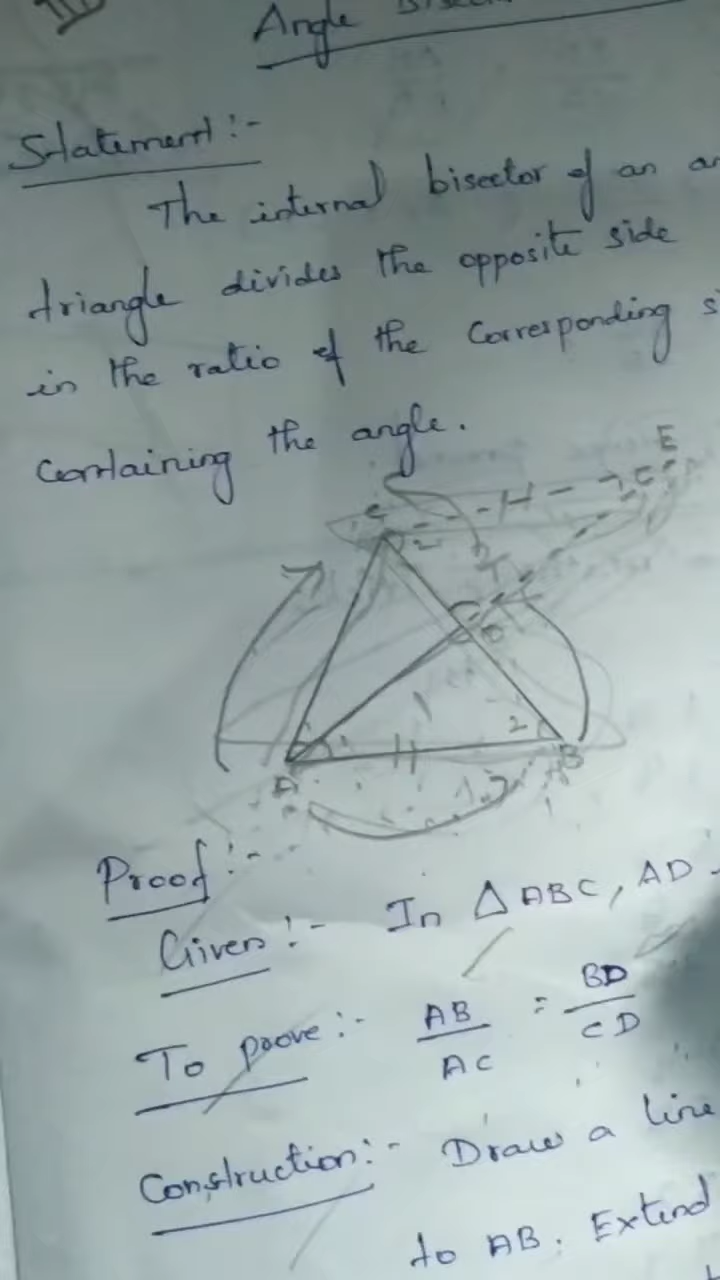 Angle
Statement :-
The internal bisector of an
triangle divides the opposite side
in the ratio of the corresponding
containing the angle.
E
C
2
D
2
A
B
Proof :-
Given :- In △ ABC, AD
To prove :- AB/AC = BD/CD
Construction :- Draw a line
to AB. Extend